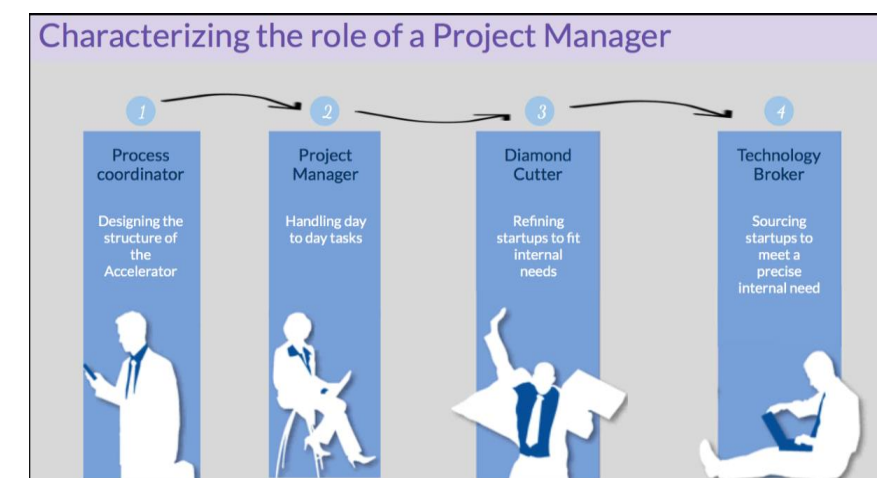 Characterizing the role of a Project Manager
1
2
3
4
Process
coordinator
Designing the
structure of
the
Accelerator
Project
Manager
Handling day
to day tasks
Diamond
Cutter
Refining
startups to fit
internal
needs
Technology
Broker
Sourcing
startups to
meet a
precise
internal need